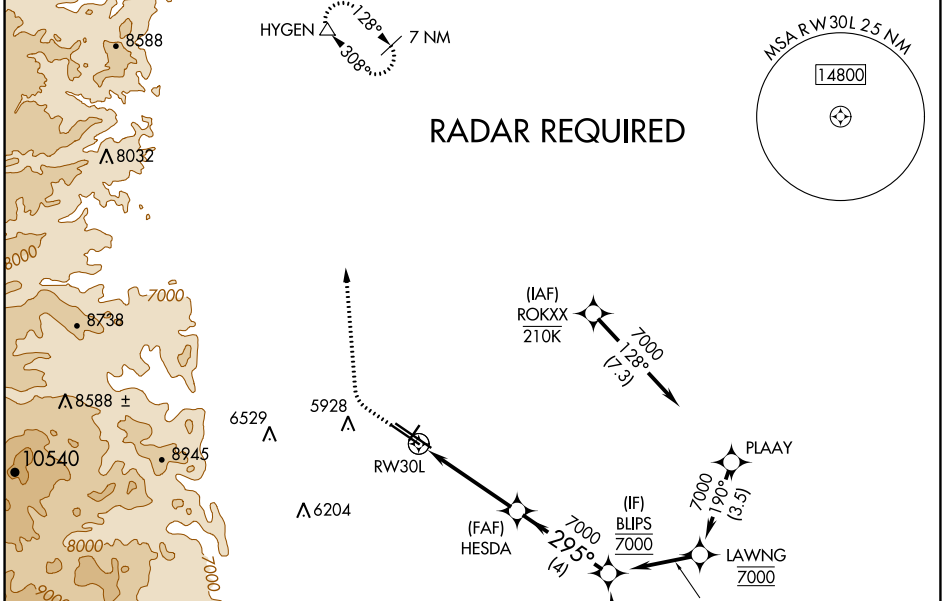 8588
HYGEN
128°
308°
7 NM
MSA RW30L 25 NM
14800
RADAR REQUIRED
8032
8000
7000
8738
(IAF)
ROKXX
210K
7000
128°
(7.3)
8588 ±
6529
5928
8945
10540
RW30L
PLAAY
7000
190°
(3.5)
6204
(FAF)
HESDA
7000
295°
(4)
(IF)
BLIPS
7000
LAWNG
7000
8000
7000
9000